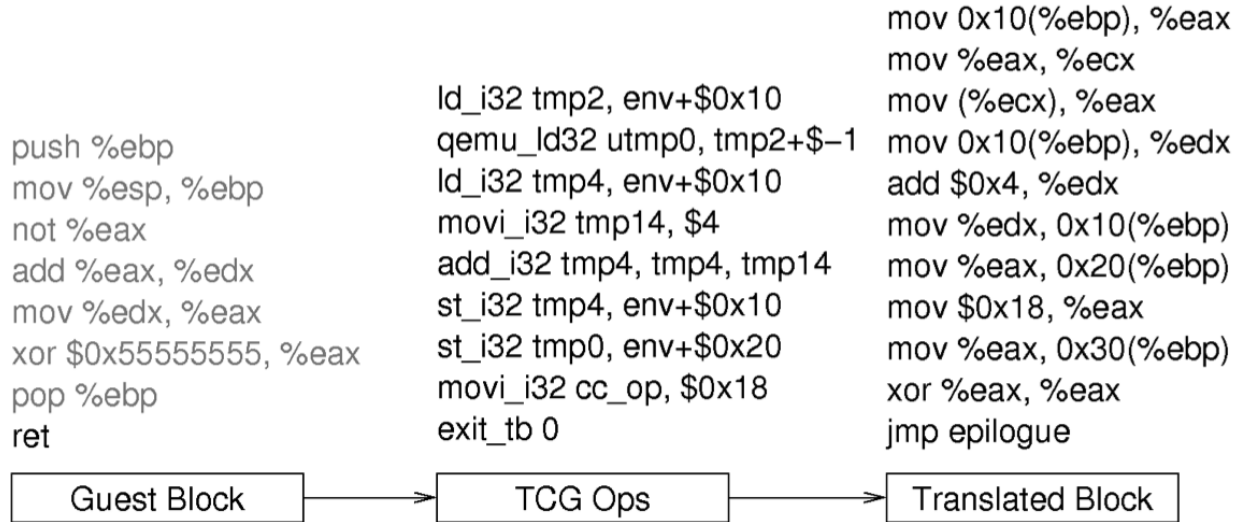 push %ebp
mov %esp, %ebp
not %eax
add %eax, %edx
mov %edx, %eax
xor $0x55555555, %eax
pop %ebp
ret
Guest Block
ld_i32 tmp2, env+$0x10
qemu_ld32 utmp0, tmp2+$−1
ld_i32 tmp4, env+$0x10
movi_i32 tmp14, $4
add_i32 tmp4, tmp4, tmp14
st_i32 tmp4, env+$0x10
st_i32 tmp0, env+$0x20
movi_i32 cc_op, $0x18
exit_tb 0
TCG Ops
mov 0x10(%ebp), %eax
mov %eax, %ecx
mov (%ecx), %eax
mov 0x10(%ebp), %edx
add $0x4, %edx
mov %edx, 0x10(%ebp)
mov %eax, 0x20(%ebp)
mov $0x18, %eax
mov %eax, 0x30(%ebp)
xor %eax, %eax
jmp epilogue
Translated Block